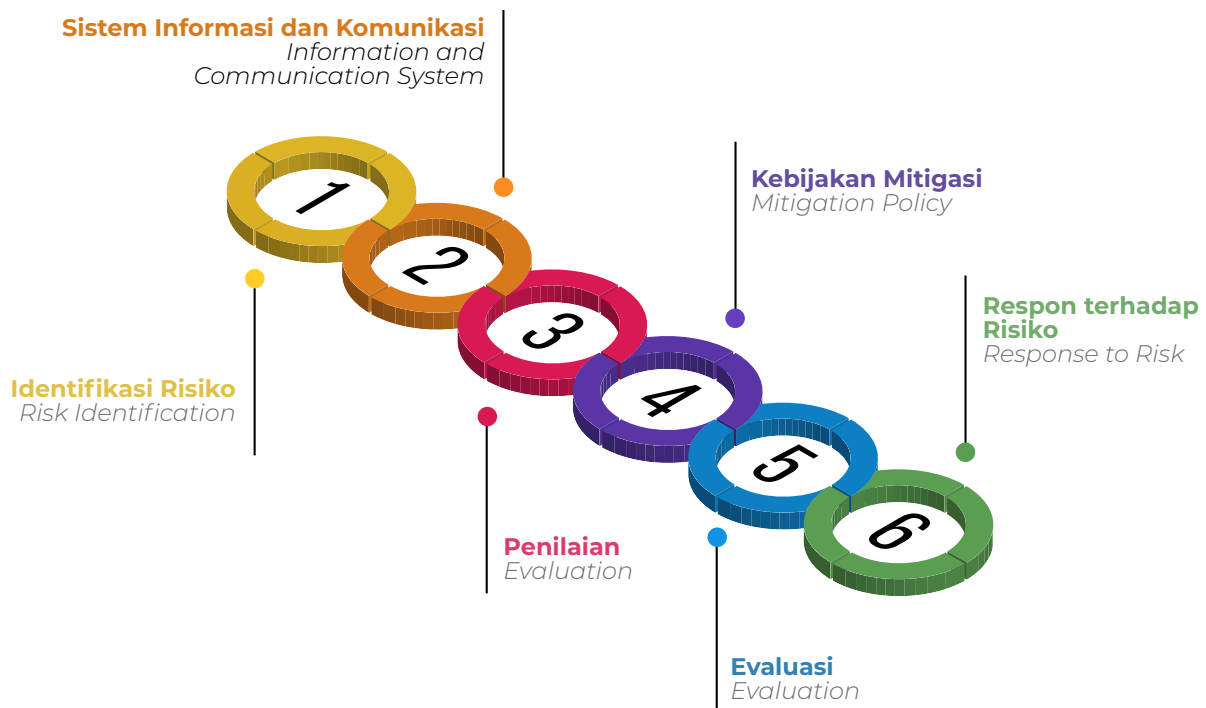 Sistem Informasi dan Komunikasi
Information and
Communication System
1
Identifikasi Risiko
Risk Identification
2
3
Penilaian
Evaluation
Kebijakan Mitigasi
Mitigation Policy
4
5
Evaluasi
Evaluation
Respon terhadap
Risiko
Response to Risk
6